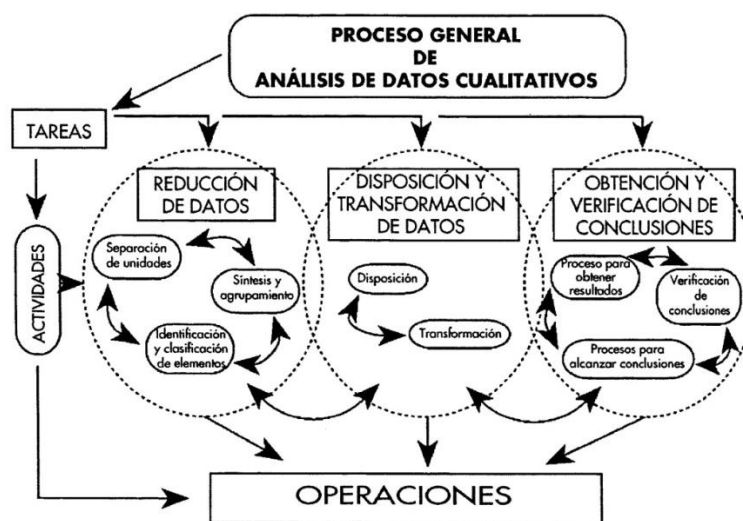 PROCESO GENERAL
DE
ANÁLISIS DE DATOS CUALITATIVOS
TAREAS
REDUCCIÓN
DE DATOS
DISPOSICIÓN Y
TRANSFORMACIÓN
DE DATOS
OBTENCIÓN Y
VERIFICACIÓN DE
CONCLUSIONES
ACTIVIDADES
Separación
de unidades
Síntesis y
agrupamiento
Identificación
y clasificación
de elementos
Disposición
Transformación
Proceso para
obtener
resultados
Verificación
de
conclusiones
Procesos para
alcanzar conclusiones
OPERACIONES